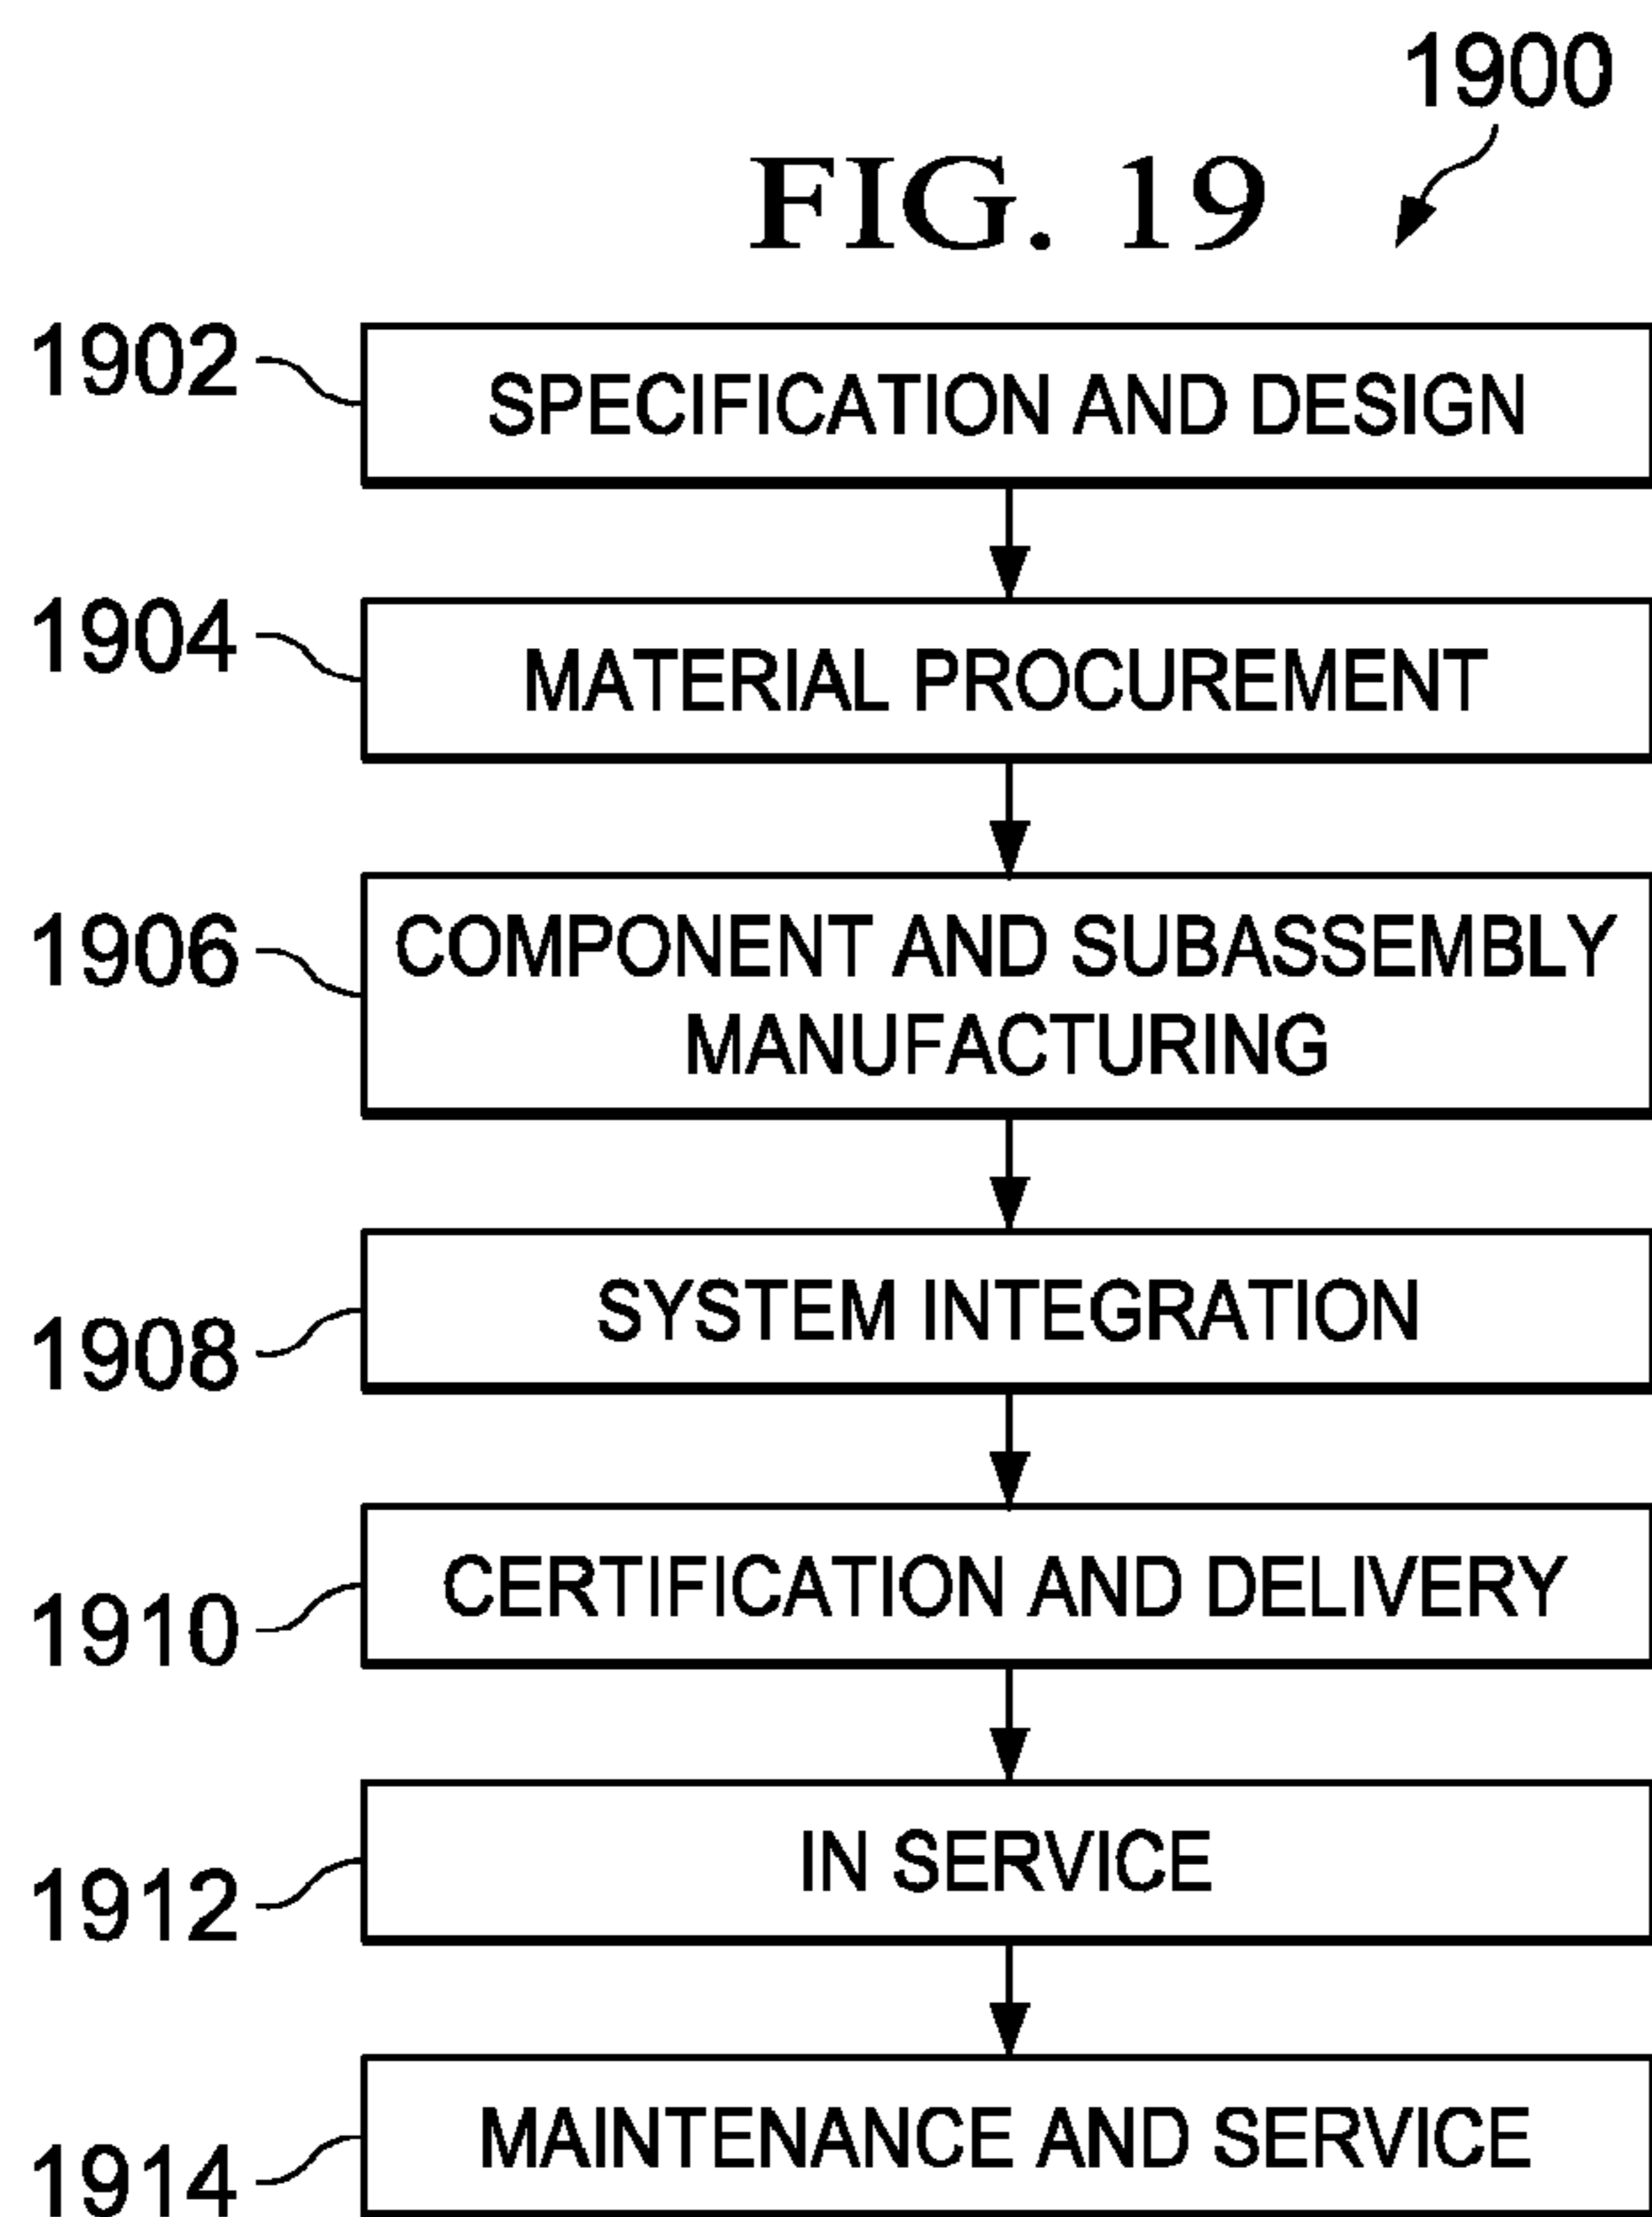 1900
FIG. 19
1902
SPECIFICATION AND DESIGN
1904
MATERIAL PROCUREMENT
1906
COMPONENT AND SUBASSEMBLY
MANUFACTURING
1908
SYSTEM INTEGRATION
1910
CERTIFICATION AND DELIVERY
1912
IN SERVICE
1914
MAINTENANCE AND SERVICE